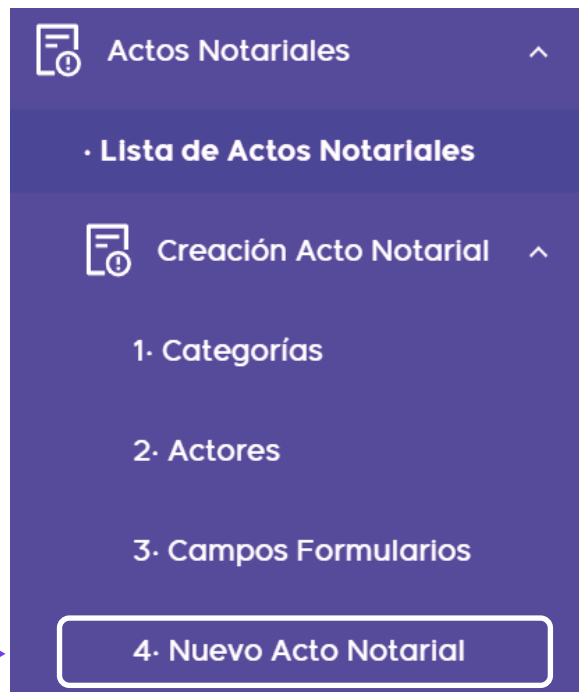 Actos Notariales
· Lista de Actos Notariales
Creación Acto Notarial
1· Categorías
2· Actores
3· Campos Formularios
4· Nuevo Acto Notarial